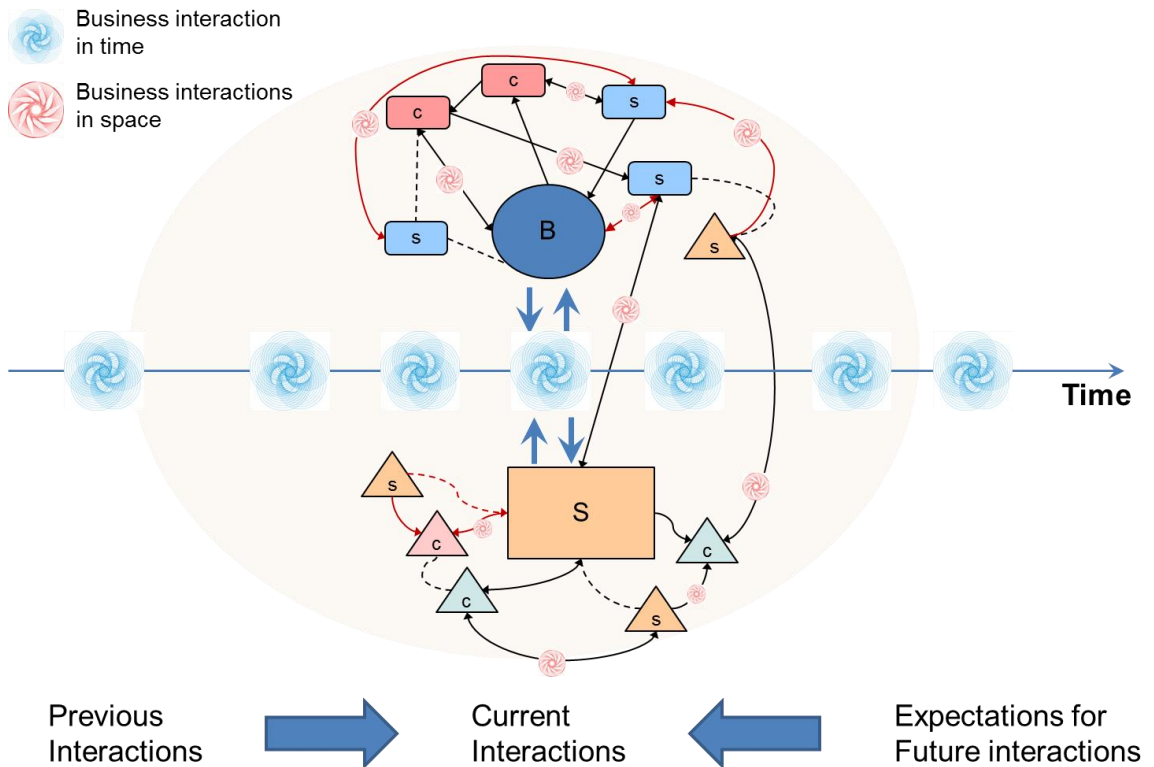 Business interaction
in time
Business interactions
in space
c
c
s
s
s
B
s
Time
s
S
c
c
c
s
Previous
Interactions
Current
Interactions
Expectations for
Future interactions